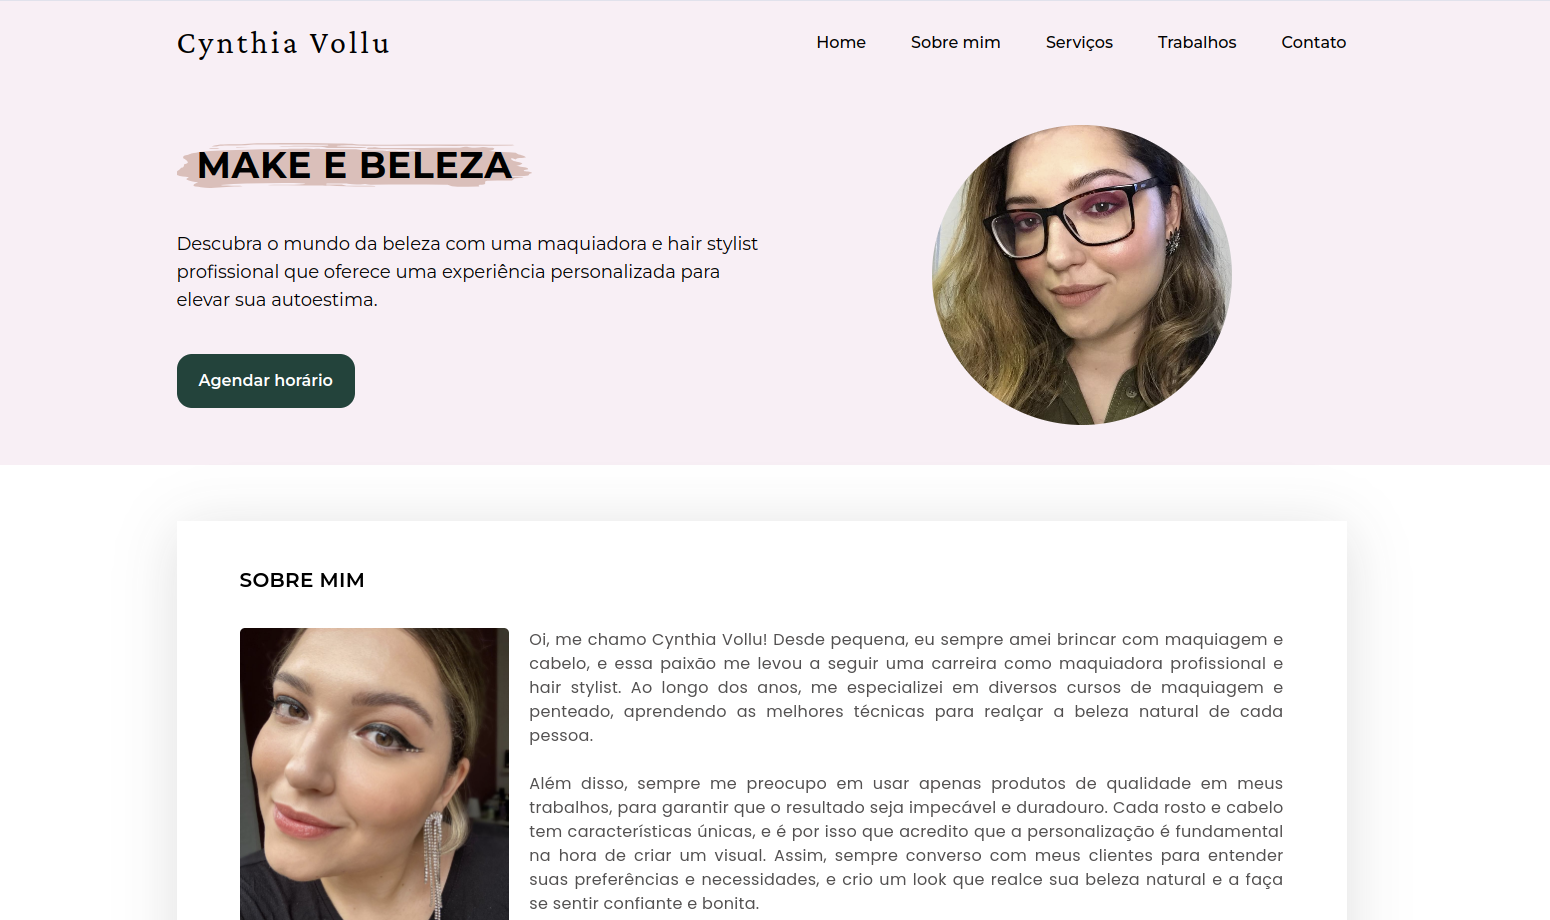 Cynthia Vollu
Home Sobre mim Serviços Trabalhos Contato
MAKE E BELEZA
Descubra o mundo da beleza com uma maquiadora e hair stylist
profissional que oferece uma experiência personalizada para
elevar sua autoestima.
Agendar horário
SOBRE MIM
Oi, me chamo Cynthia Vollu! Desde pequena, eu sempre amei brincar com maquiagem e
cabelo, e essa paixão me levou a seguir uma carreira como maquiadora profissional e
hair stylist. Ao longo dos anos, me especializei em diversos cursos de maquiagem e
penteado, aprendendo as melhores técnicas para realçar a beleza natural de cada
pessoa.
Além disso, sempre me preocupo em usar apenas produtos de qualidade em meus
trabalhos, para garantir que o resultado seja impecável e duradouro. Cada rosto e cabelo
tem características únicas, e é por isso que acredito que a personalização é fundamental
na hora de criar um visual. Assim, sempre converso com meus clientes para entender
suas preferências e necessidades, e crio um look que realce sua beleza natural e a faça
se sentir confiante e bonita.